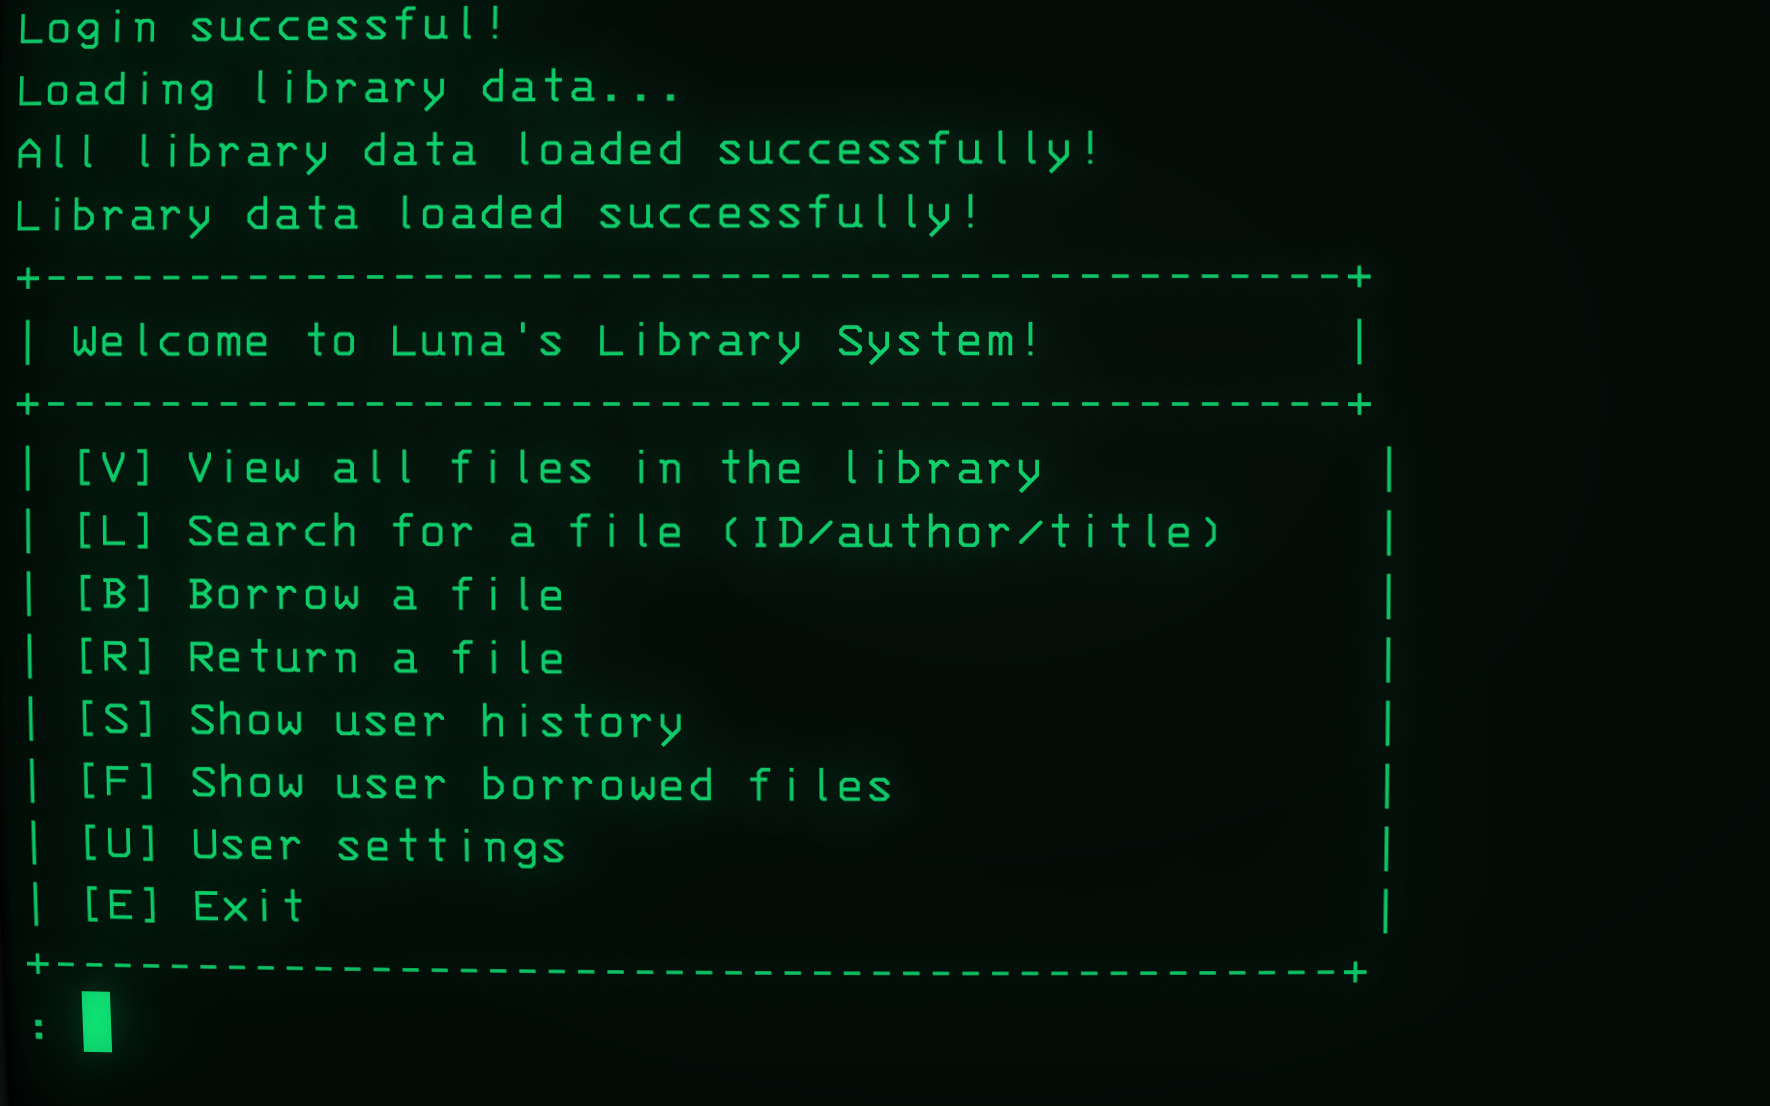 Login successful!
Loading library data...
All library data loaded successfully!
Library data loaded successfully!
+---------------------------------------------+
| Welcome to Luna's Library System!           |
+---------------------------------------------+
| [V] View all files in the library            |
| [L] Search for a file (ID/author/title)      |
| [B] Borrow a file                            |
| [R] Return a file                            |
| [S] Show user history                        |
| [F] Show user borrowed files                 |
| [U] User settings                            |
| [E] Exit                                     |
+---------------------------------------------+
: